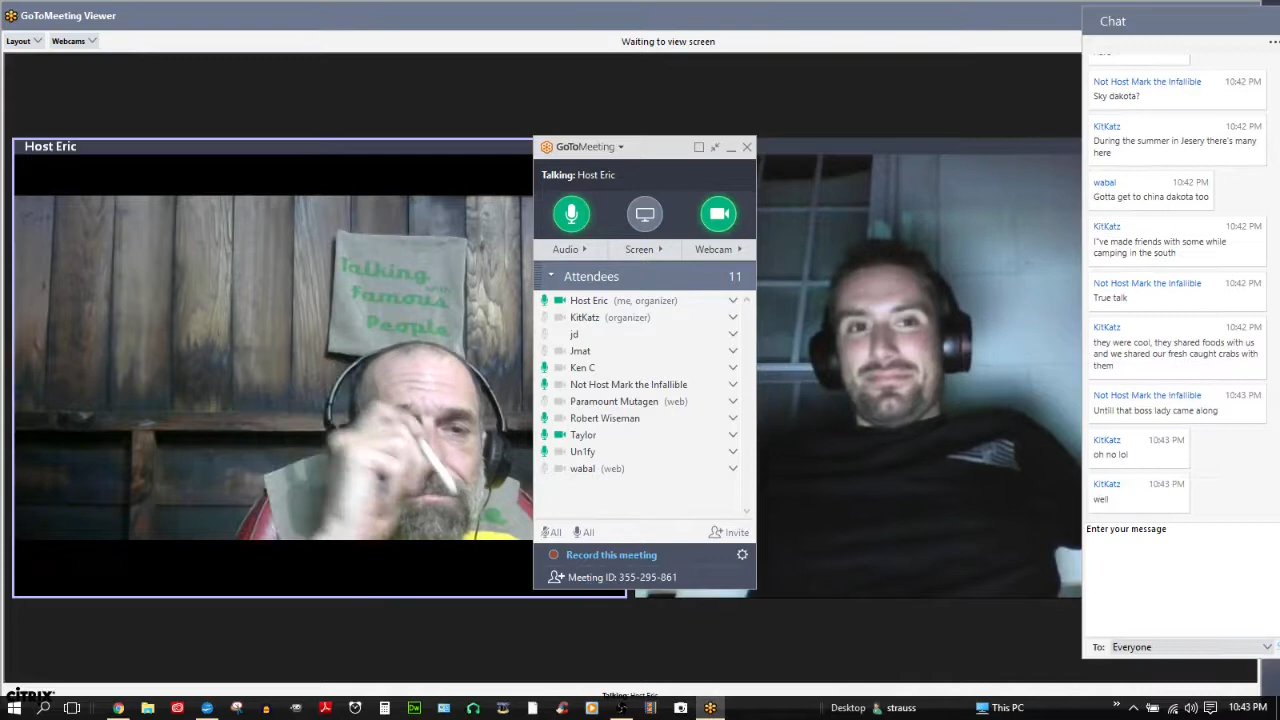 GoToMeeting Viewer
Layout
Webcams
Waiting to view screen
Host Eric
Talking with
Famous
People
GoToMeeting
Talking: Host Eric
Audio
Screen
Webcam
Attendees 11
Host Eric (me, organizer)
KitKatz (organizer)
jd
Jmat
Ken C
Not Host Mark the Infallible
Paramount Mutagen (web)
Robert Wiseman
Taylor
Un1fy
wabal (web)
All
All
Invite
Record this meeting
Meeting ID: 355-295-861
Chat
Not Host Mark the Infallible 10:42 PM
Sky dakota?
KitKatz 10:42 PM
During the summer in Jesery there's many
here
wabal 10:42 PM
Gotta get to china dakota too
KitKatz 10:42 PM
I"ve made friends with some while
camping in the south
Not Host Mark the Infallible 10:42 PM
True talk
KitKatz 10:42 PM
they were cool, they shared foods with us
and we shared our fresh caught crabs with
them
Not Host Mark the Infallible 10:43 PM
Untill that boss lady came along
KitKatz 10:43 PM
oh no lol
KitKatz 10:43 PM
well
Enter your message
To: Everyone
CİTRIX
Talking: Host Eric
Dw
Desktop
strauss
This PC
10:43 PM